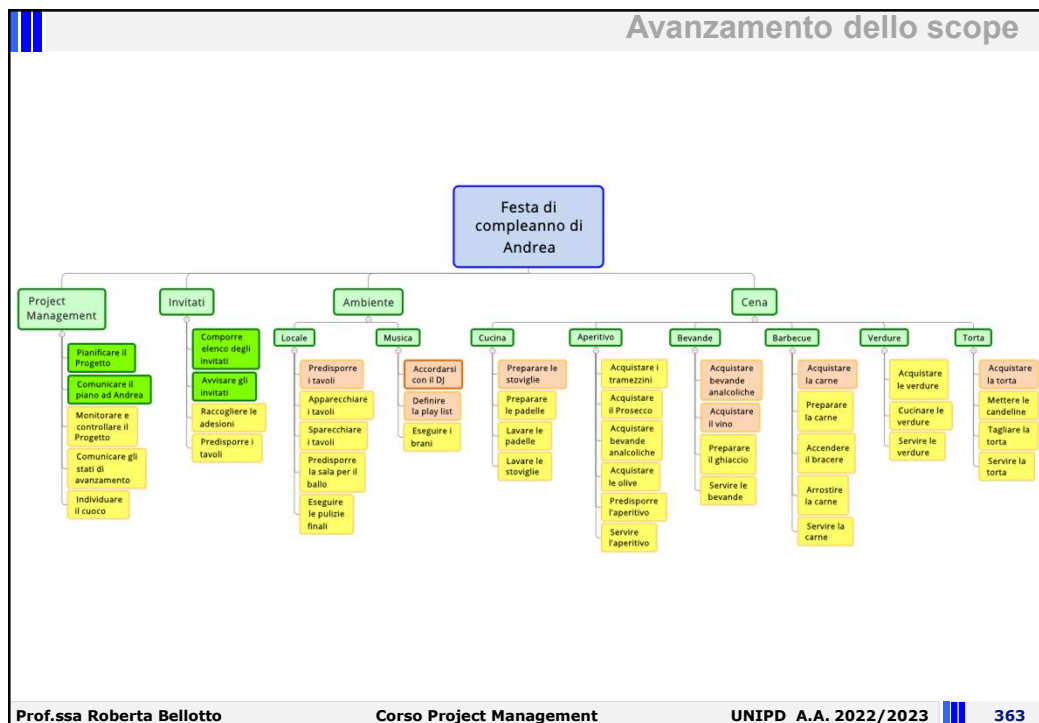 Avanzamento dello scope
Festa di
compleanno di
Andrea
Project
Management
Pianificare il
Progetto
Comunicare il
piano ad Andrea
Monitorare e
controllare il
Progetto
Comunicare gli
stati di
avanzamento
Individuare
il cuoco
Invitati
Comporre
elenco degli
invitati
Avvisare gli
invitati
Raccogliere le
adesioni
Predisporre i
tavoli
Ambiente
Locale
Predisporre
i tavoli
Apparecchiare
i tavoli
Sparecchiare
i tavoli
Predisporre
la sala per il
ballo
Eseguire
le pulizie
finali
Musica
Accordarsi
con il DJ
Definire
la play list
Eseguire i
brani
Cena
Cucina
Preparare le
stoviglie
Preparare
le padelle
Lavare le
padelle
Lavare le
stoviglie
Aperitivo
Acquistare i
tramezzini
Acquistare
il Prosecco
Acquistare
bevande
analcoliche
Acquistare
le olive
Predisporre
l'aperitivo
Servire
l'aperitivo
Bevande
Acquistare
bevande
analcoliche
Acquistare
il vino
Preparare
il ghiaccio
Servire le
bevande
Barbecue
Acquistare
la carne
Preparare
la carne
Accendere
il bracere
Arrostire
la carne
Servire la
carne
Verdure
Acquistare
le verdure
Cucinare le
verdure
Servire le
verdure
Torta
Acquistare
la torta
Mettere le
candeline
Tagliare la
torta
Servire la
torta
Prof.ssa Roberta Bellotto Corso Project Management UNIPD A.A. 2022/2023 363